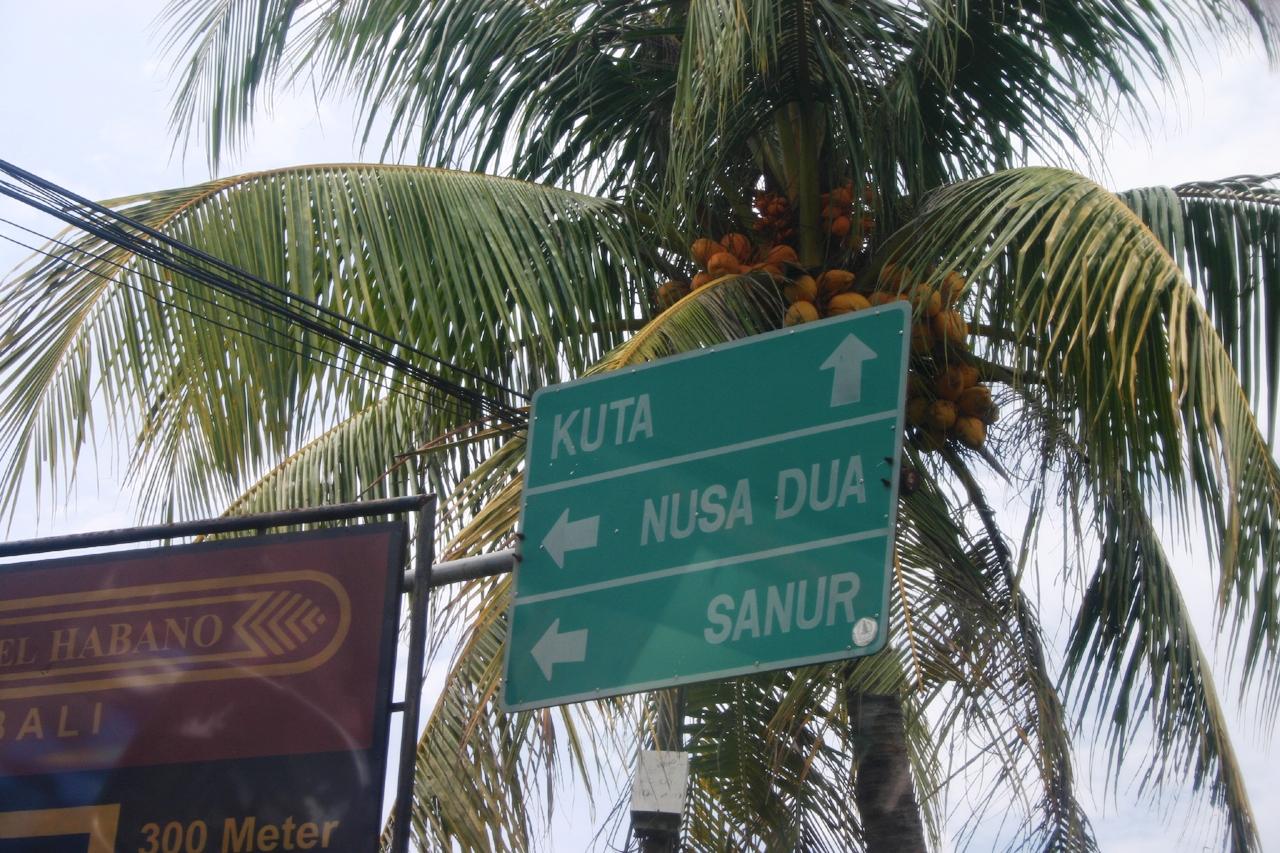 KUTA
NUSA DUA
SANUR
EL HABANO
BALI
300 Meter